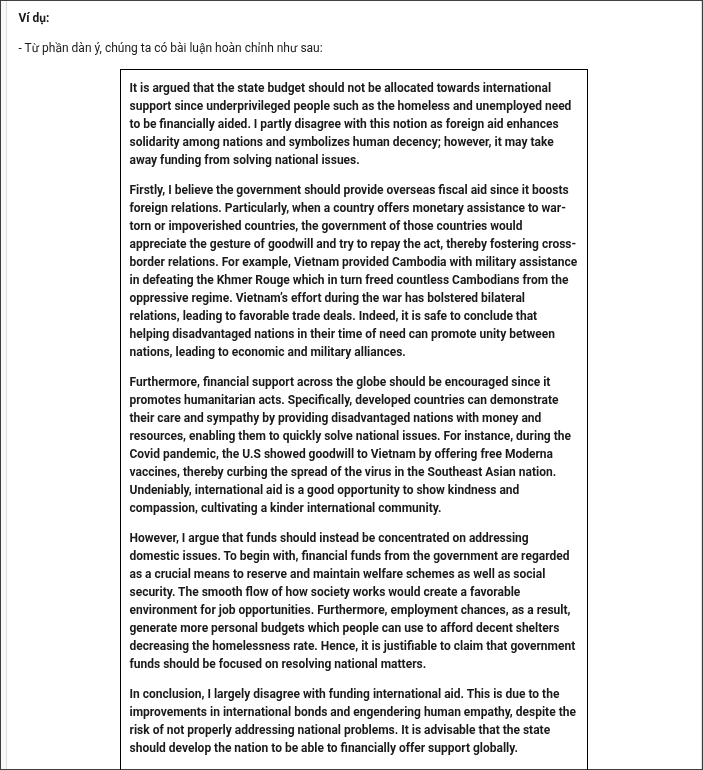 Ví dụ:
- Từ phần dàn ý, chúng ta có bài luận hoàn chỉnh như sau:
It is argued that the state budget should not be allocated towards international
support since underprivileged people such as the homeless and unemployed need
to be financially aided. I partly disagree with this notion as foreign aid enhances
solidarity among nations and symbolizes human decency; however, it may take
away funding from solving national issues.
Firstly, I believe the government should provide overseas fiscal aid since it boosts
foreign relations. Particularly, when a country offers monetary assistance to war-
torn or impoverished countries, the government of those countries would
appreciate the gesture of goodwill and try to repay the act, thereby fostering cross-
border relations. For example, Vietnam provided Cambodia with military assistance
in defeating the Khmer Rouge which in turn freed countless Cambodians from the
oppressive regime. Vietnam's effort during the war has bolstered bilateral
relations, leading to favorable trade deals. Indeed, it is safe to conclude that
helping disadvantaged nations in their time of need can promote unity between
nations, leading to economic and military alliances.
Furthermore, financial support across the globe should be encouraged since it
promotes humanitarian acts. Specifically, developed countries can demonstrate
their care and sympathy by providing disadvantaged nations with money and
resources, enabling them to quickly solve national issues. For instance, during the
Covid pandemic, the U.S showed goodwill to Vietnam by offering free Moderna
vaccines, thereby curbing the spread of the virus in the Southeast Asian nation.
Undeniably, international aid is a good opportunity to show kindness and
compassion, cultivating a kinder international community.
However, I argue that funds should instead be concentrated on addressing
domestic issues. To begin with, financial funds from the government are regarded
as a crucial means to reserve and maintain welfare schemes as well as social
security. The smooth flow of how society works would create a favorable
environment for job opportunities. Furthermore, employment chances, as a result,
generate more personal budgets which people can use to afford decent shelters
decreasing the homelessness rate. Hence, it is justifiable to claim that government
funds should be focused on resolving national matters.
In conclusion, I largely disagree with funding international aid. This is due to the
improvements in international bonds and engendering human empathy, despite the
risk of not properly addressing national problems. It is advisable that the state
should develop the nation to be able to financially offer support globally.